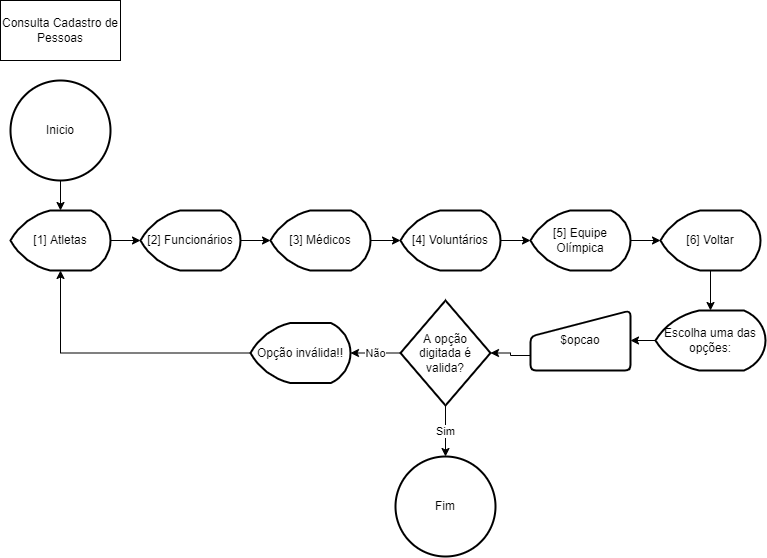 Consulta Cadastro de
Pessoas
Inicio
[1] Atletas
[2] Funcionários
[3] Médicos
[4] Voluntários
[5] Equipe
Olímpica
[6] Voltar
Escolha uma das
opções:
$opcao
A opção
digitada é
valida?
Não
Opção inválida!!
Sim
Fim